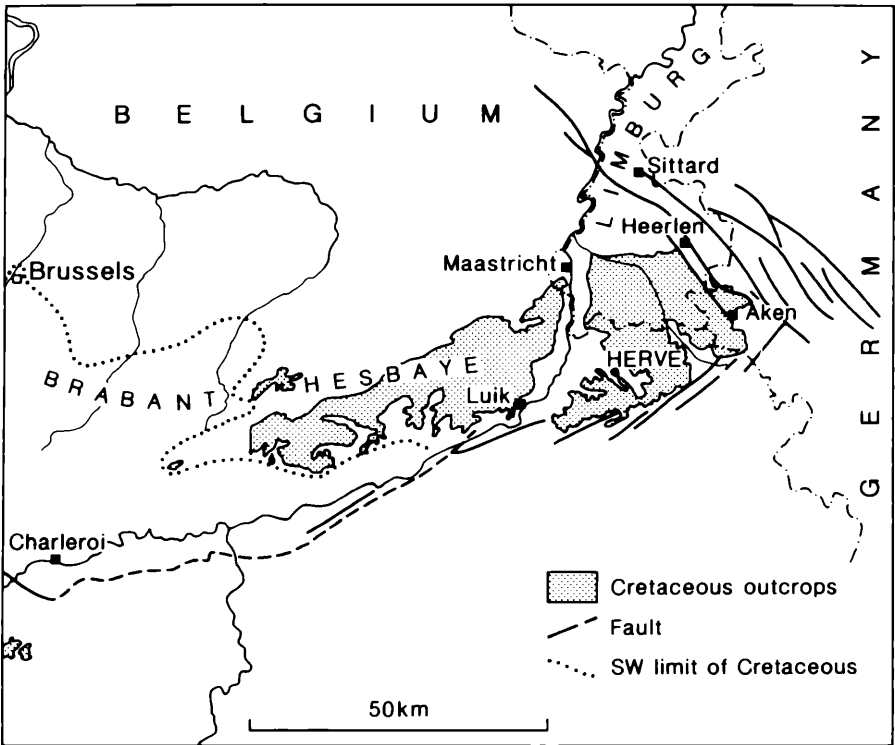 BELGIUM
GERMANY
LIMBURG
Sittard
Heerlen
Maastricht
Brussels
Aken
HERVE
HESBAYE
BRABANT
Luik
Charleroi
Cretaceous outcrops
Fault
SW limit of Cretaceous
50km